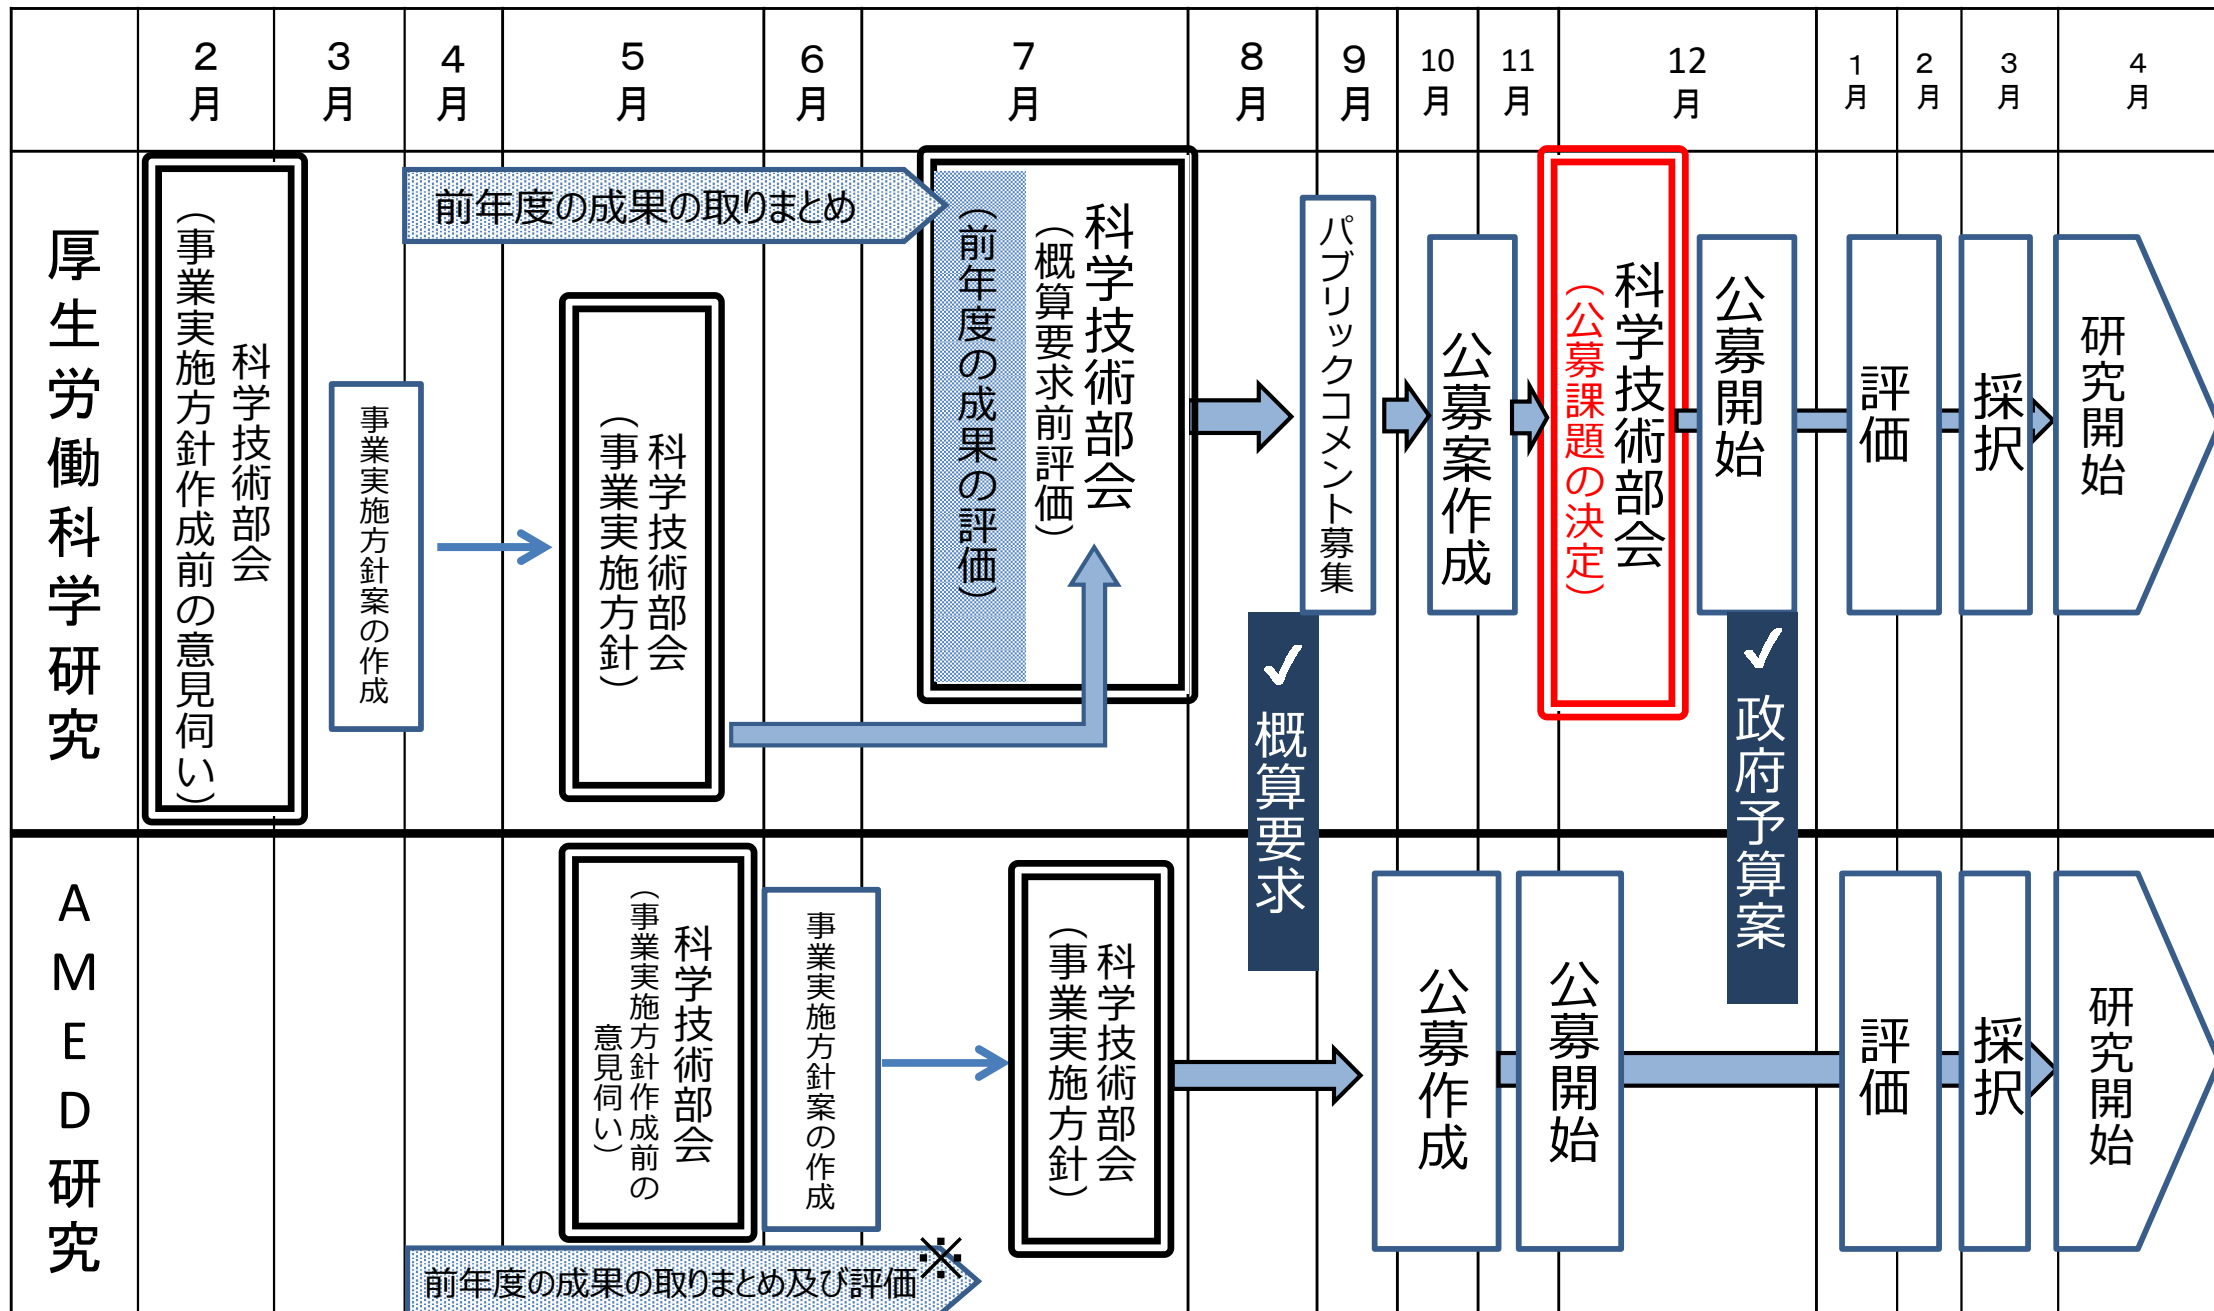 2月
3月
4月
5月
6月
7月
8月
9月
10月
11月
12月
1月
2月
3月
4月
厚生労働科学研究
科学技術部会
（事業実施方針作成前の意見伺い）
事業実施方針案の作成
前年度の成果の取りまとめ
科学技術部会
（事業実施方針）
科学技術部会
（概算要求前評価）
（前年度の成果の評価）
パブリックコメント募集
公募案作成
科学技術部会
（公募課題の決定）
公募開始
評価
採択
研究開始
✓概算要求
✓政府予算案
AMED研究
科学技術部会
（事業実施方針作成前の
意見伺い）
事業実施方針案の作成
科学技術部会
（事業実施方針）
公募作成
公募開始
評価
採択
研究開始
前年度の成果の取りまとめ及び評価※